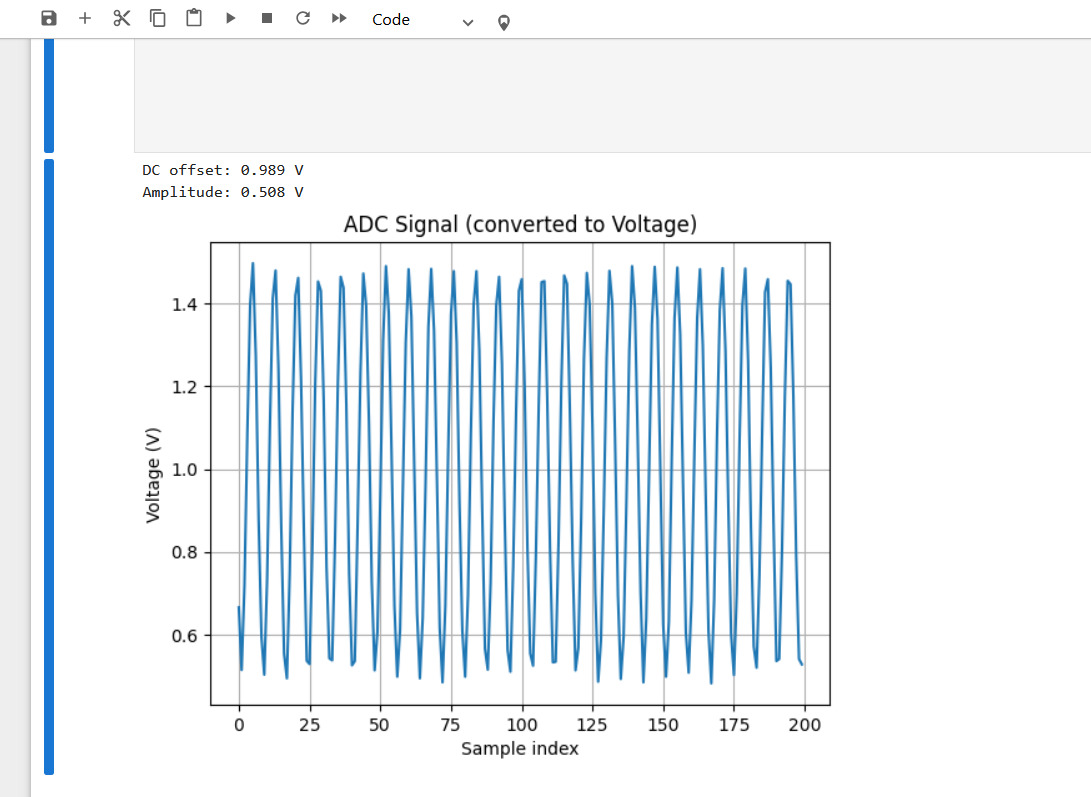 Code
DC offset: 0.989 V
Amplitude: 0.508 V
ADC Signal (converted to Voltage)
1.4
1.2
1.0
0.8
0.6
Voltage (V)
0 25 50 75 100 125 150 175 200
Sample index